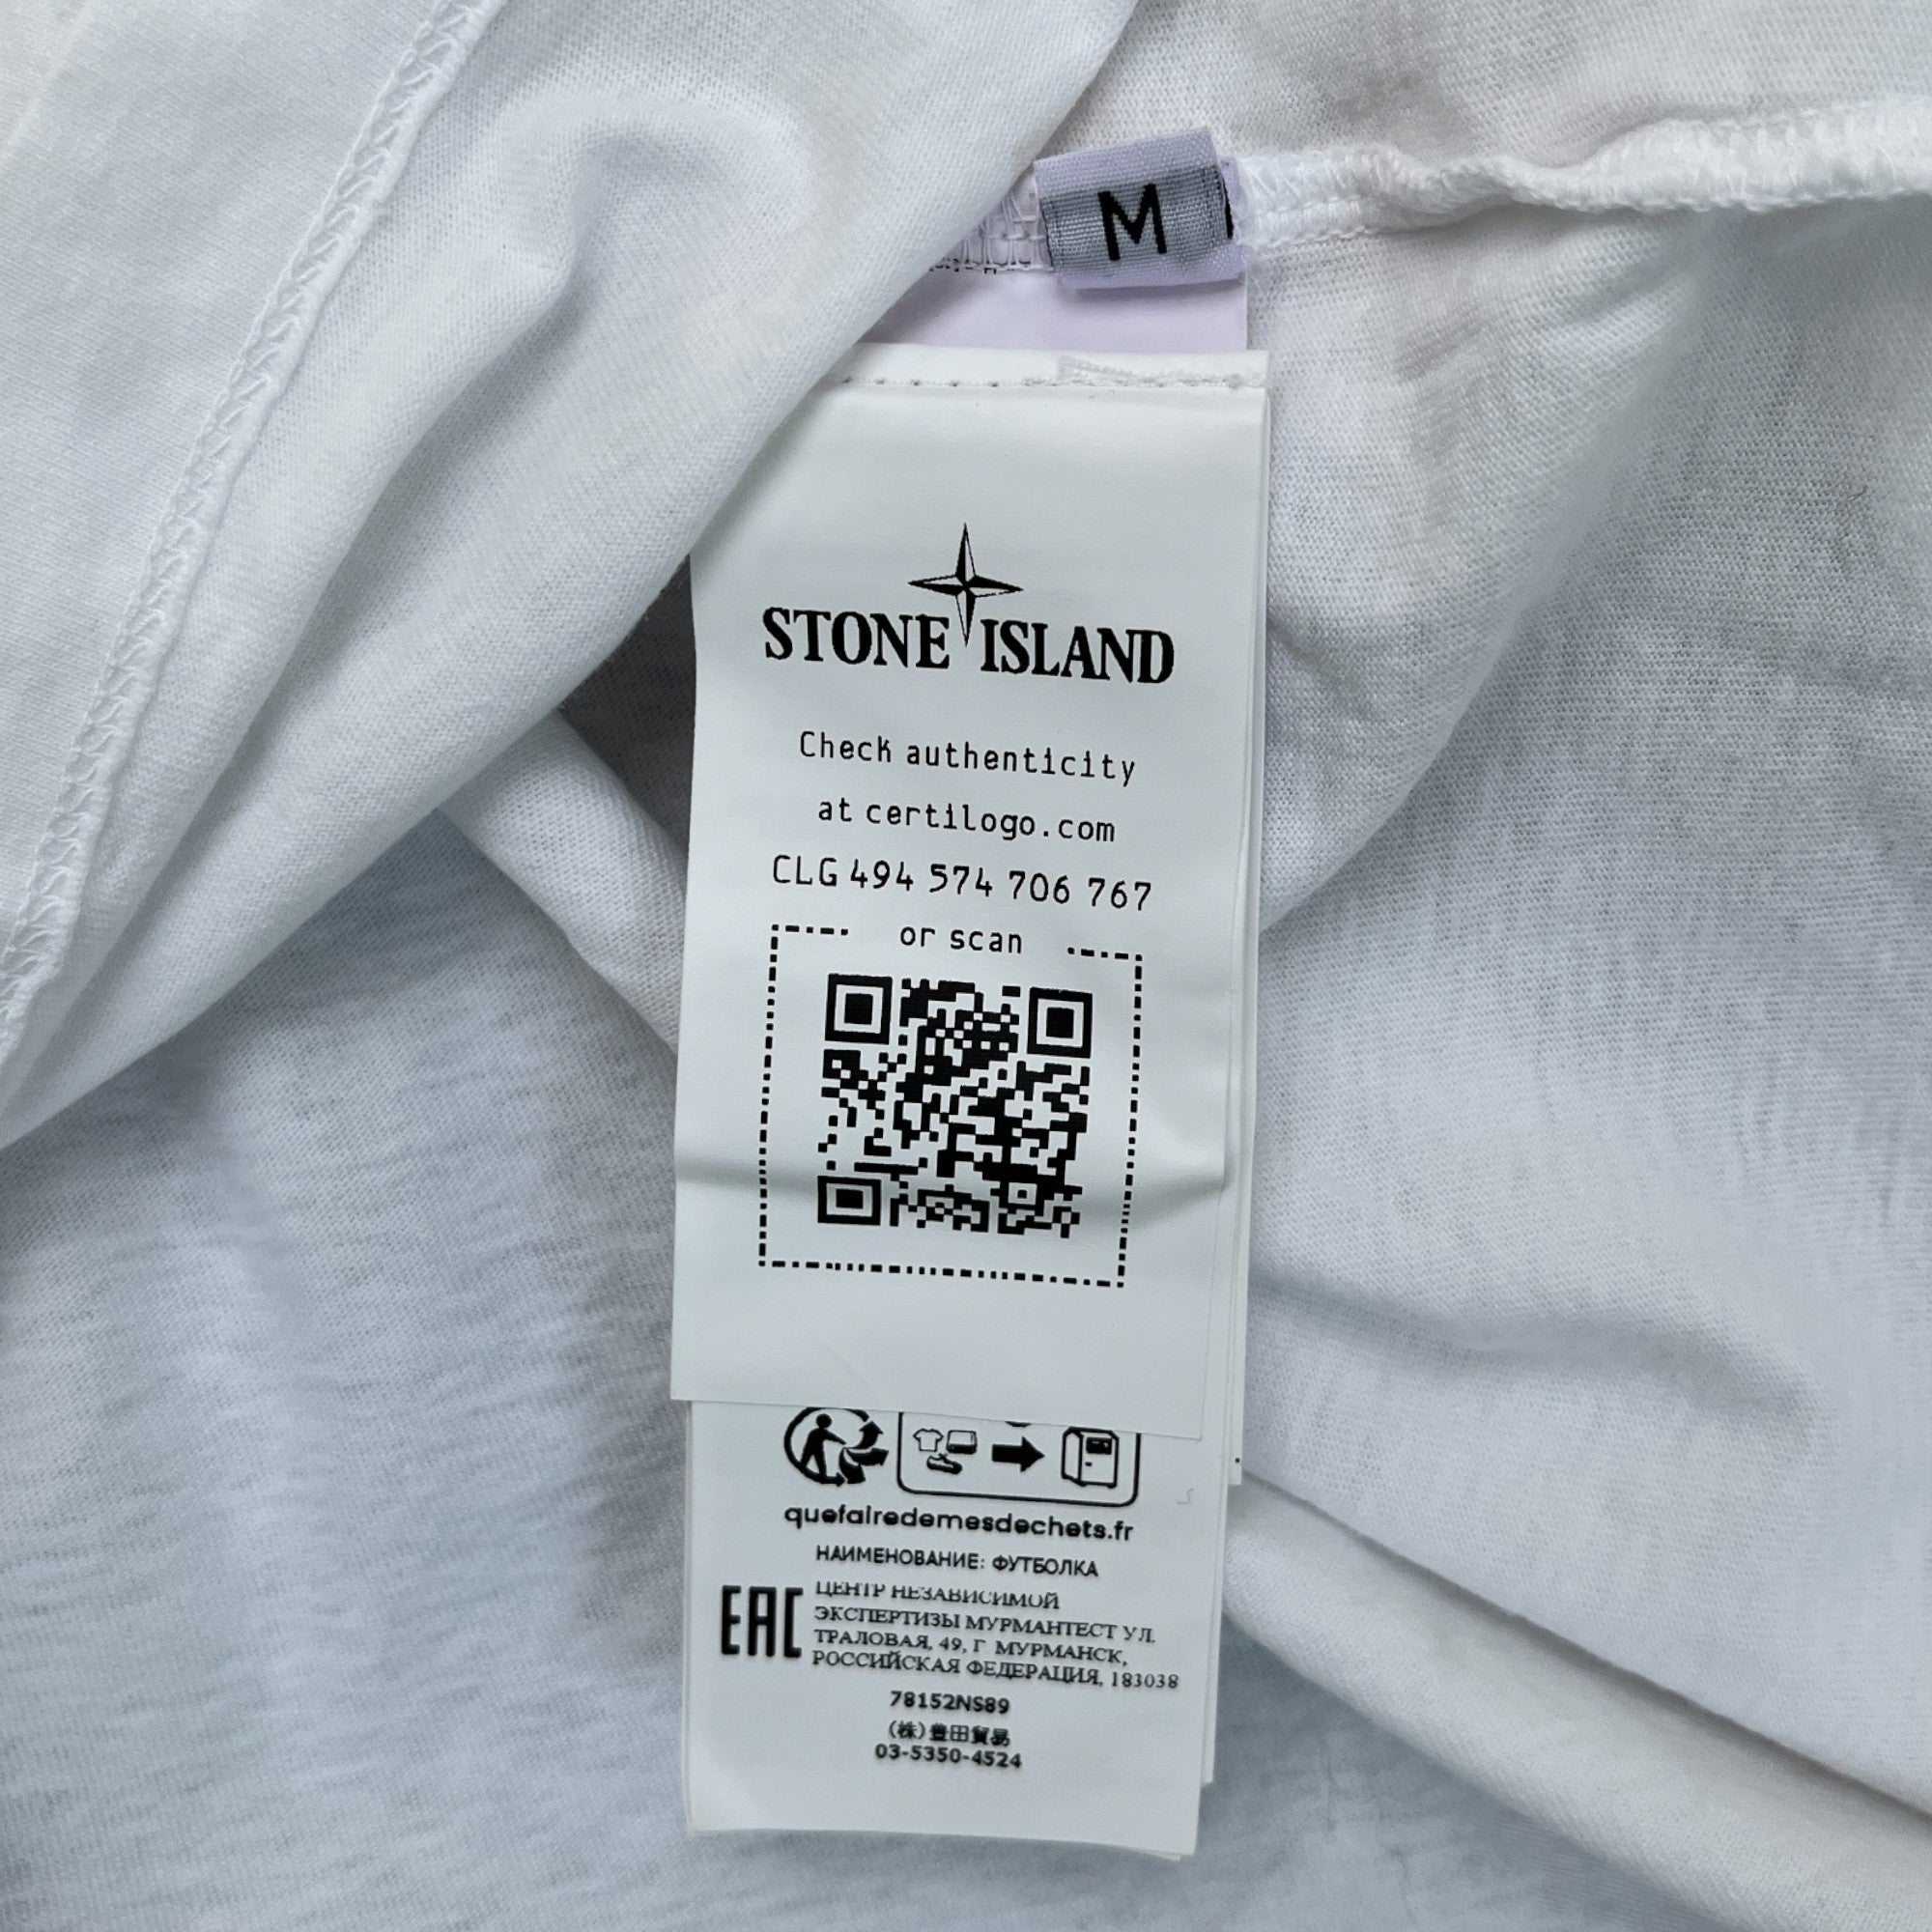 M
STONE ISLAND
Check authenticity
at certilogo.com
CLG 494 574 706 767
or scan
quefairedemesdechets.fr
НАИМЕНОВАНИЕ: ФУТБОЛКА
EAC
ЦЕНТР НЕЗАВИСИМОЙ
ЭКСПЕРТИЗЫ МУРМАНТЕСТ УЛ.
ТРАЛОВАЯ, 49, Г МУРМАНСК,
РОССИЙСКАЯ ФЕДЕРАЦИЯ, 183038
78152NS89
(株)豊田貿易
03-5350-4524